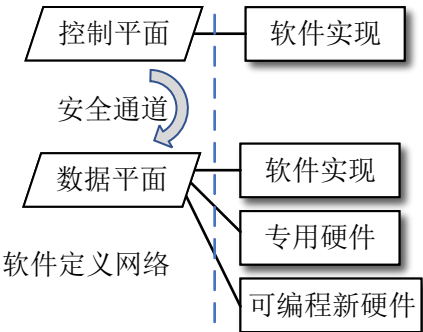 控制平面
软件实现
安全通道
数据平面
软件实现
专用硬件
软件定义网络
可编程新硬件